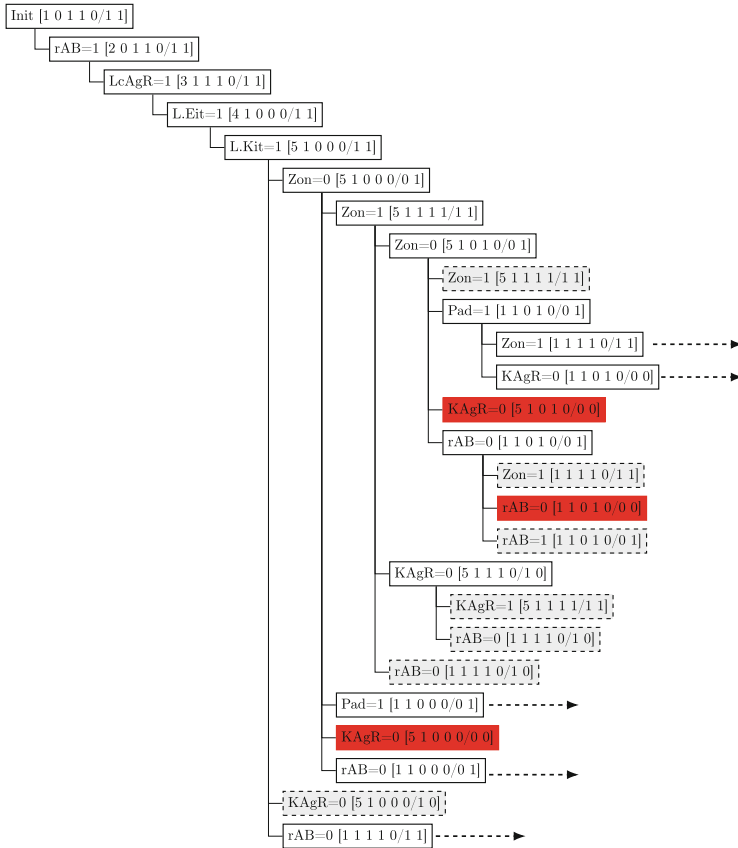 Init [1 0 1 1 0/1 1]
rAB=1 [2 0 1 1 0/1 1]
LcAgR=1 [3 1 1 1 0/1 1]
L.Eit=1 [4 1 0 0 0/1 1]
L.Kit=1 [5 1 0 0 0/1 1]
Zon=0 [5 1 0 0 0/0 1]
Zon=1 [5 1 1 1 1/1 1]
Zon=0 [5 1 0 1 0/0 1]
Zon=1 [5 1 1 1 1/1 1]
Pad=1 [1 1 0 1 0/0 1]
Zon=1 [1 1 1 1 0/1 1]
KAgR=0 [1 1 0 1 0/0 0]
KAgR=0 [5 1 0 1 0/0 0]
rAB=0 [1 1 0 1 0/0 1]
Zon=1 [1 1 1 1 0/1 1]
rAB=0 [1 1 0 1 0/0 0]
rAB=1 [1 1 0 1 0/0 1]
KAgR=0 [5 1 1 1 0/1 0]
KAgR=1 [5 1 1 1 1/1 1]
rAB=0 [1 1 1 1 0/1 0]
rAB=0 [1 1 1 1 0/1 0]
Pad=1 [1 1 0 0 0/0 1]
KAgR=0 [5 1 0 0 0/0 0]
rAB=0 [1 1 0 0 0/0 1]
KAgR=0 [5 1 0 0 0/1 0]
rAB=0 [1 1 1 1 0/1 1]